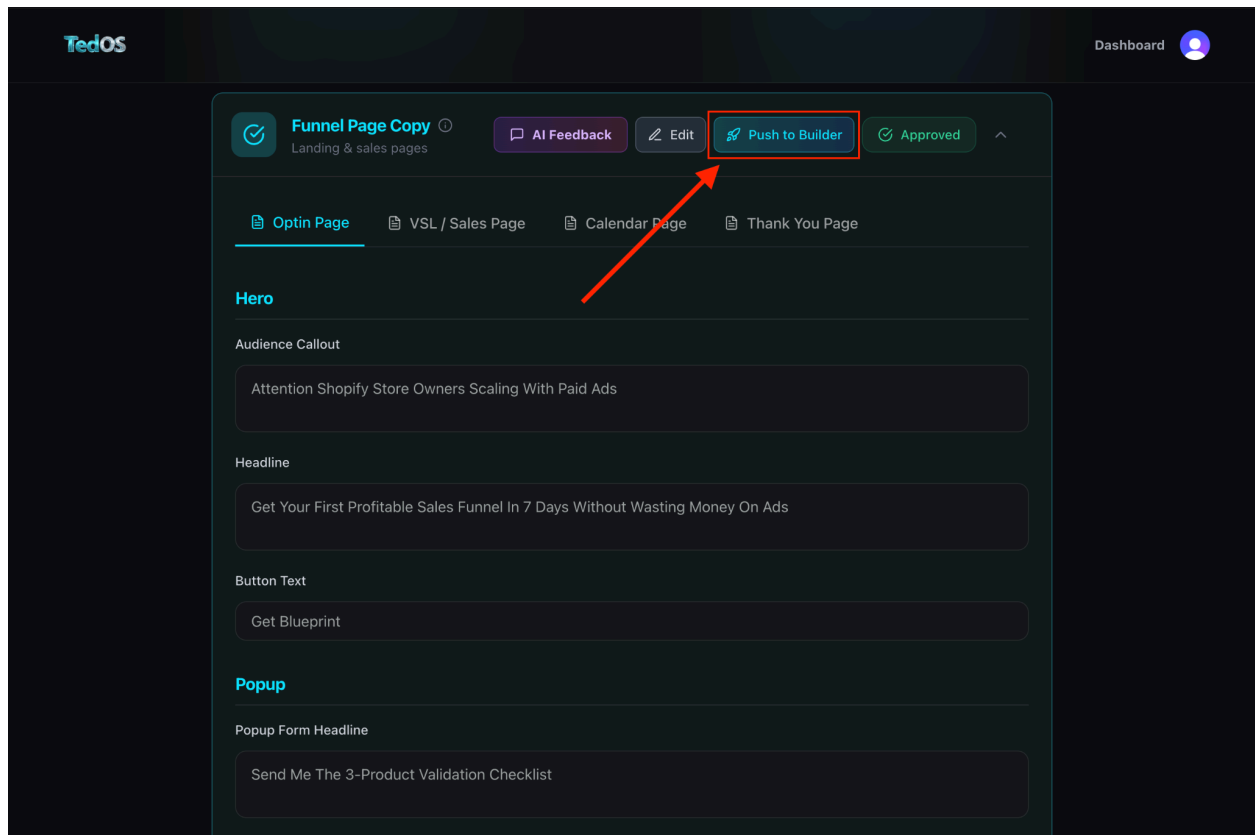 TedOS
Dashboard
Funnel Page Copy
Landing & sales pages
AI Feedback
Edit
Push to Builder
Approved
Optin Page
VSL / Sales Page
Calendar Page
Thank You Page
Hero
Audience Callout
Attention Shopify Store Owners Scaling With Paid Ads
Headline
Get Your First Profitable Sales Funnel In 7 Days Without Wasting Money On Ads
Button Text
Get Blueprint
Popup
Popup Form Headline
Send Me The 3-Product Validation Checklist